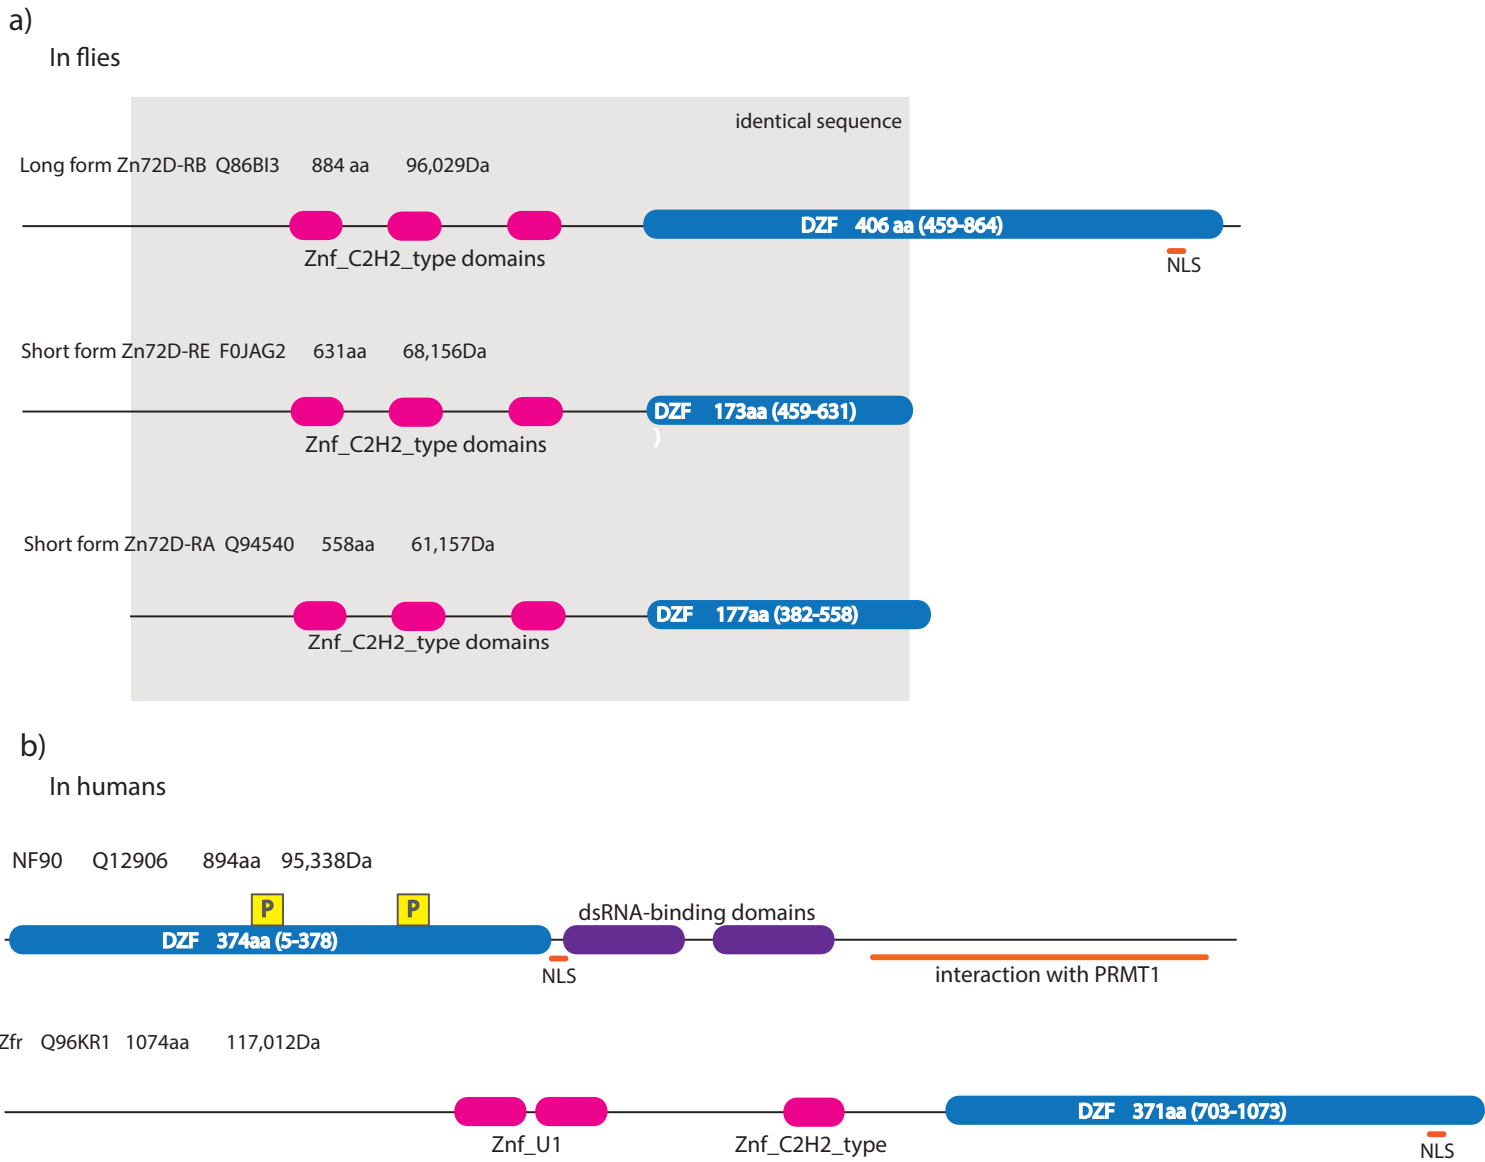 a)
In flies
identical sequence
Long form Zn72D-RB Q86BI3 884 aa 96,029Da
DZF 406 aa (459-864)
Znf_C2H2_type domains
NLS
Short form Zn72D-RE F0JAG2 631aa 68,156Da
DZF 173aa (459-631)
)
Znf_C2H2_type domains
Short form Zn72D-RA Q94540 558aa 61,157Da
DZF 177aa (382-558)
Znf_C2H2_type domains
b)
In humans
NF90 Q12906 894aa 95,338Da
P P
dsRNA-binding domains
DZF 374aa (5-378)
NLS
interaction with PRMT1
Zfr Q96KR1 1074aa 117,012Da
DZF 371aa (703-1073)
Znf_U1 Znf_C2H2_type
NLS